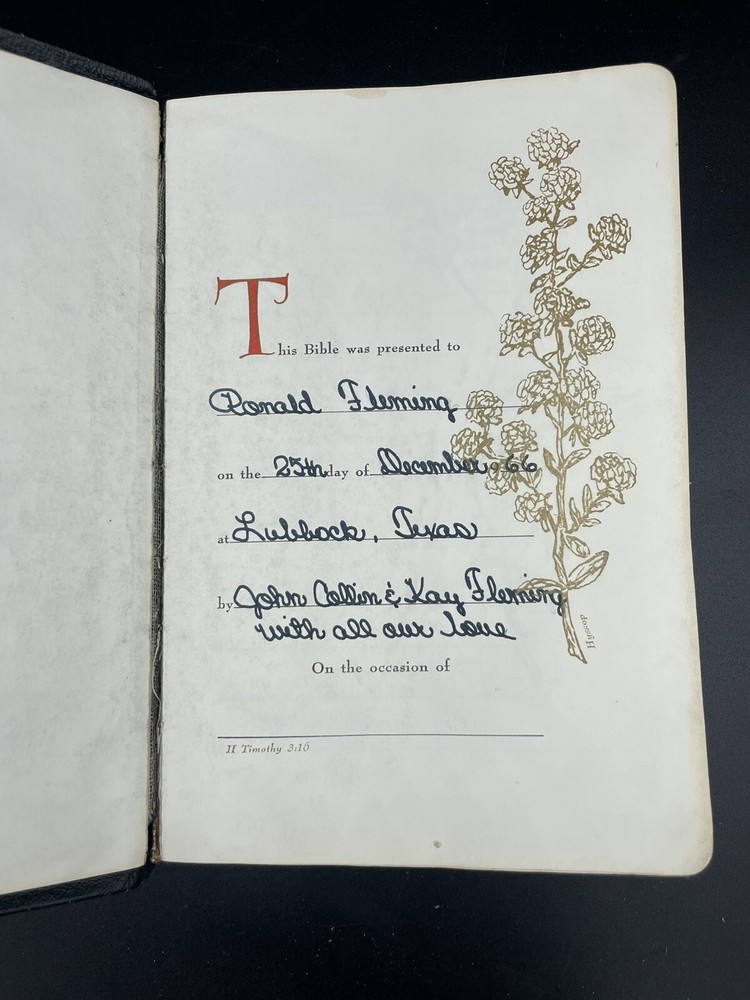 This Bible was presented to
Ronald Fleming
on the 25th day of December, 1966
at Lubbock, Texas
by John Collin & Kay Fleming
with all our love
On the occasion of
II Timothy 3:16
Hyssop